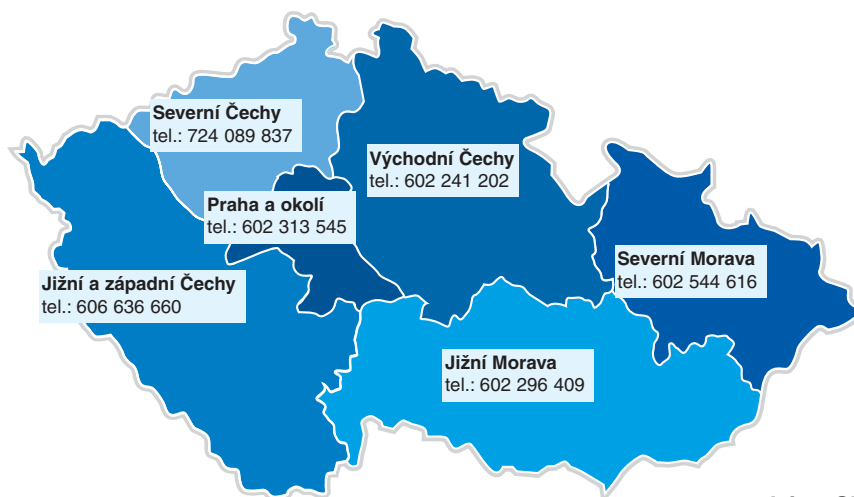 Severní Čechy
tel.: 724 089 837
Východní Čechy
tel.: 602 241 202
Praha a okolí
tel.: 602 313 545
Severní Morava
tel.: 602 544 616
Jižní a západní Čechy
tel.: 606 636 660
Jižní Morava
tel.: 602 296 409